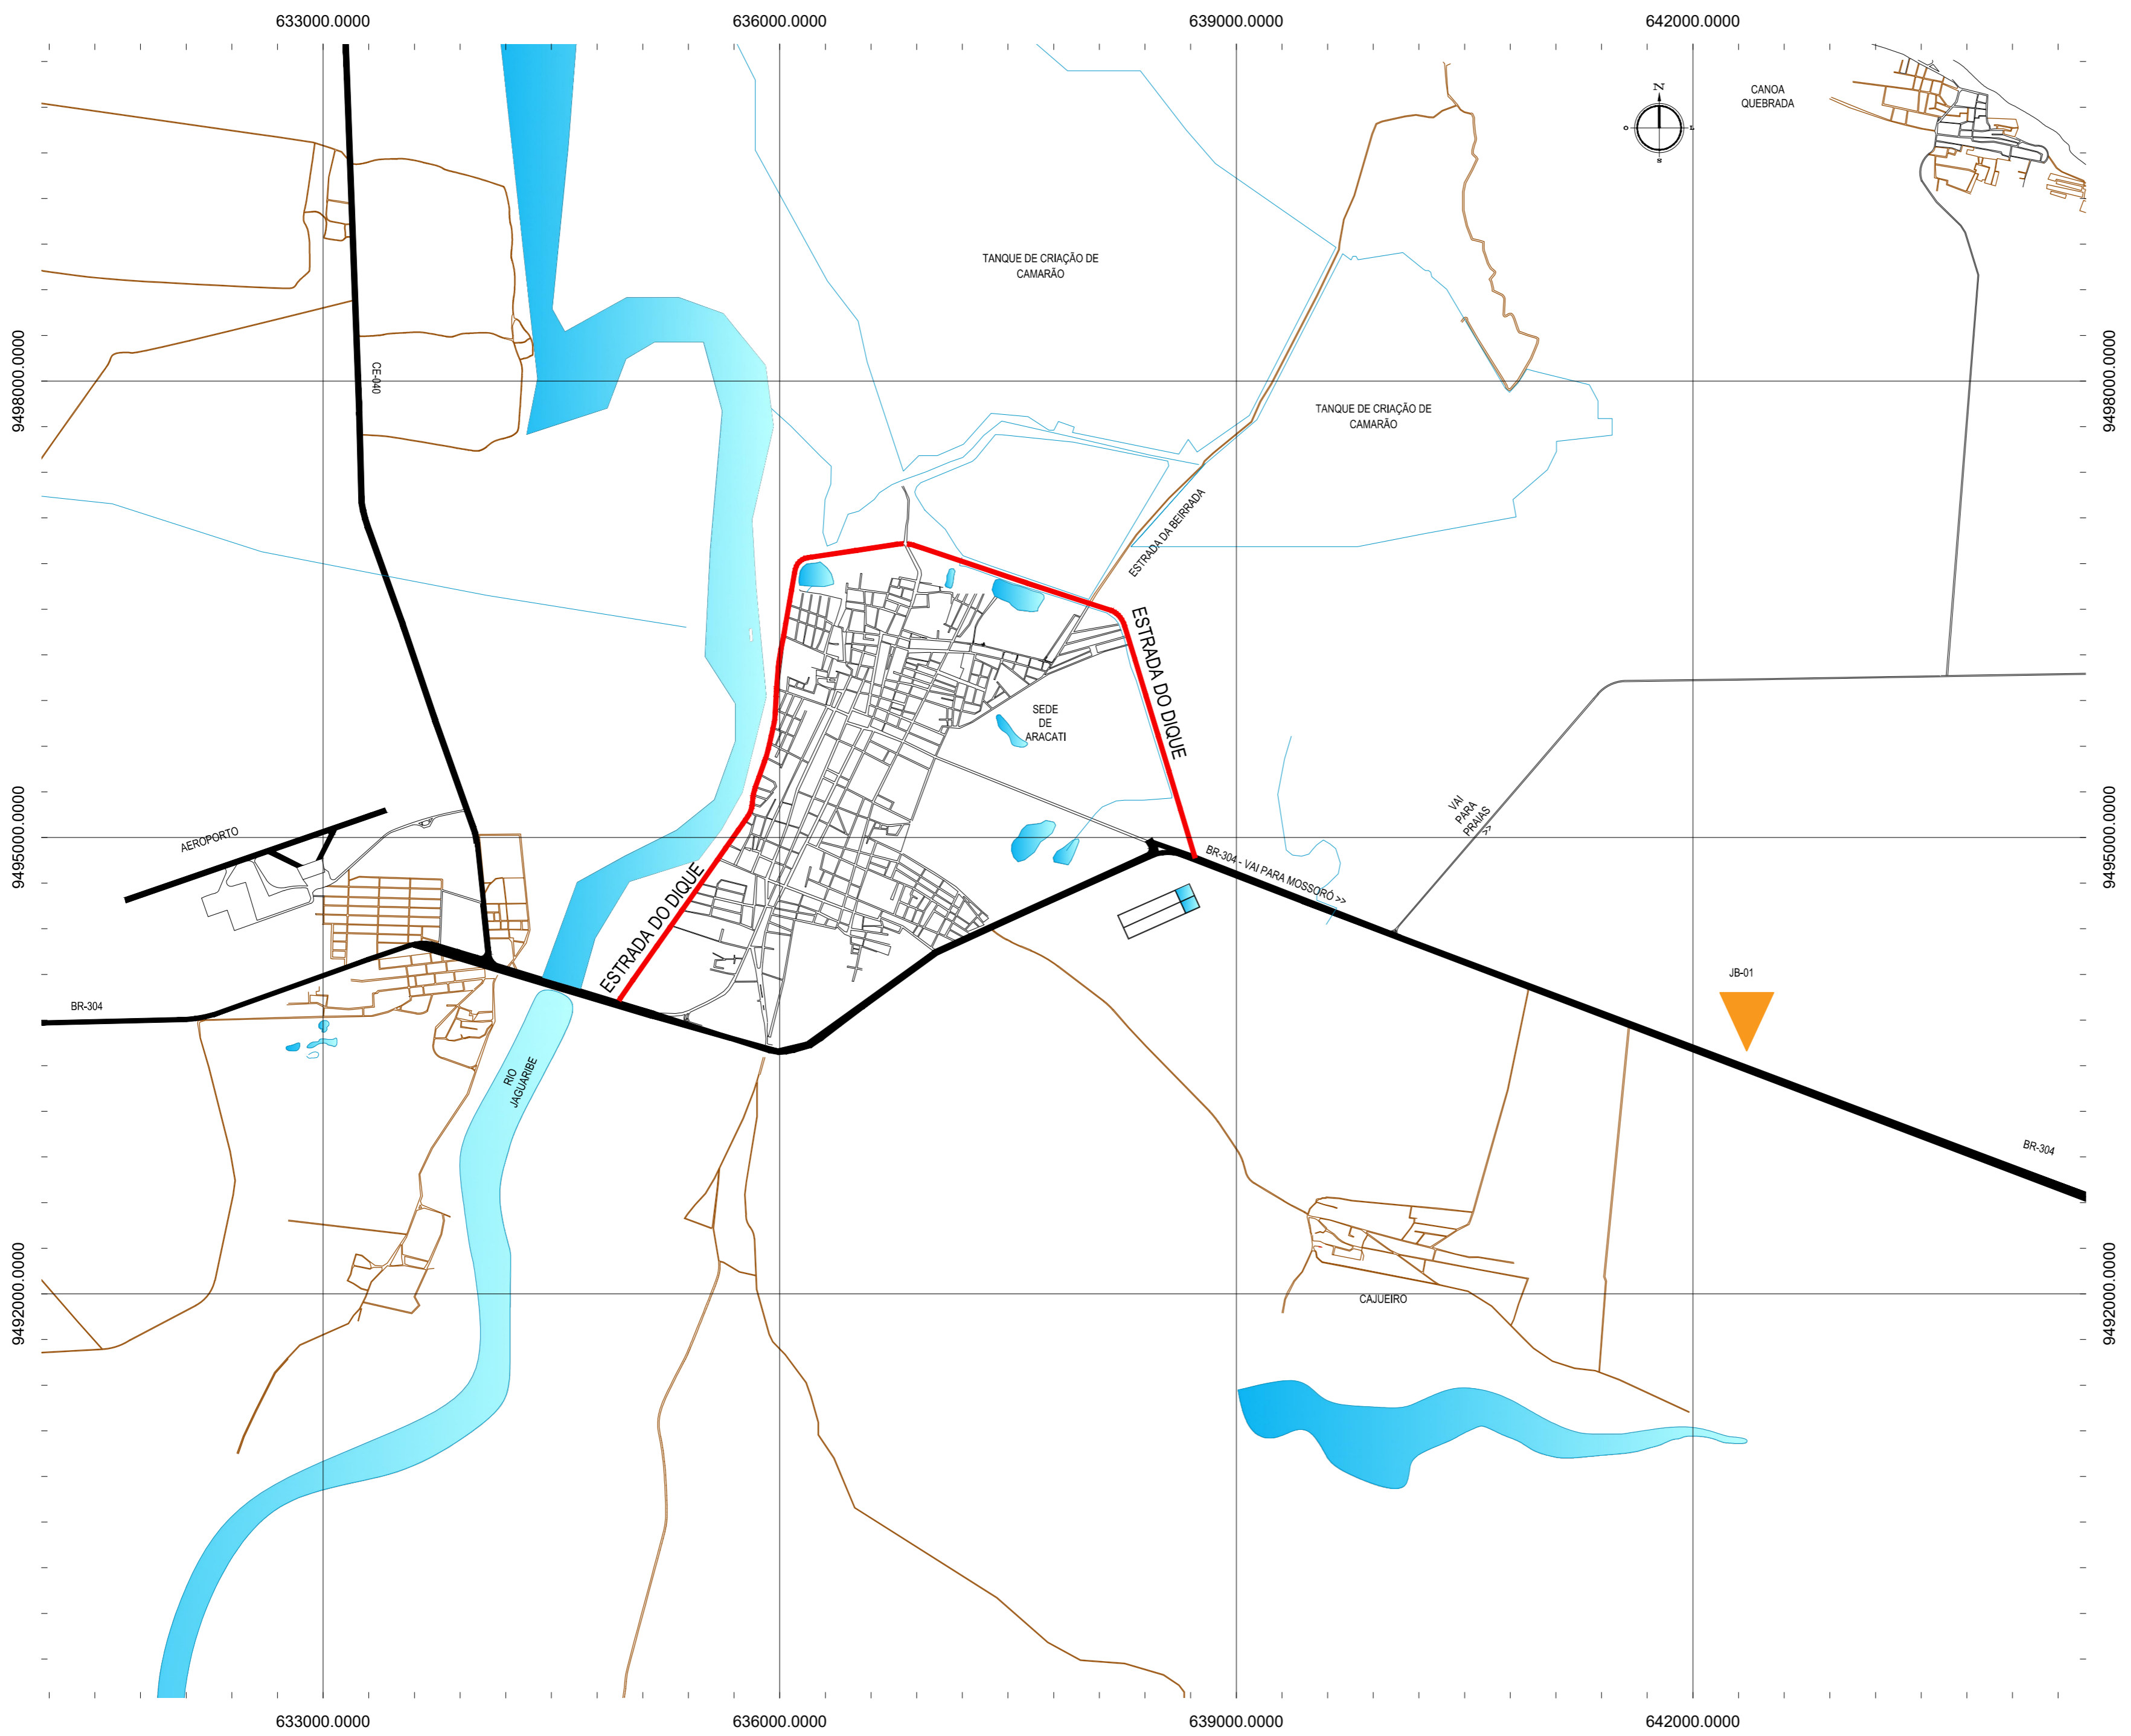 633000.0000
636000.0000
639000.0000
642000.0000
CANOA
QUEBRADA
N
O
L
S
TANQUE DE CRIAÇÃO DE
CAMARÃO
9498000.0000
CE-040
TANQUE DE CRIAÇÃO DE
CAMARÃO
9498000.0000
ESTRADA DA BEIRRADA
ESTRADA DO DIQUE
SEDE
DE
ARACATI
9495000.0000
AEROPORTO
VAI
PARA
PRAIAS
>>
9495000.0000
BR-304 - VAI PARA MOSSORÓ >>
ESTRADA DO DIQUE
JB-01
BR-304
RIO
JAGUARIBE
BR-304
9492000.0000
CAJUEIRO
9492000.0000
633000.0000
636000.0000
639000.0000
642000.0000